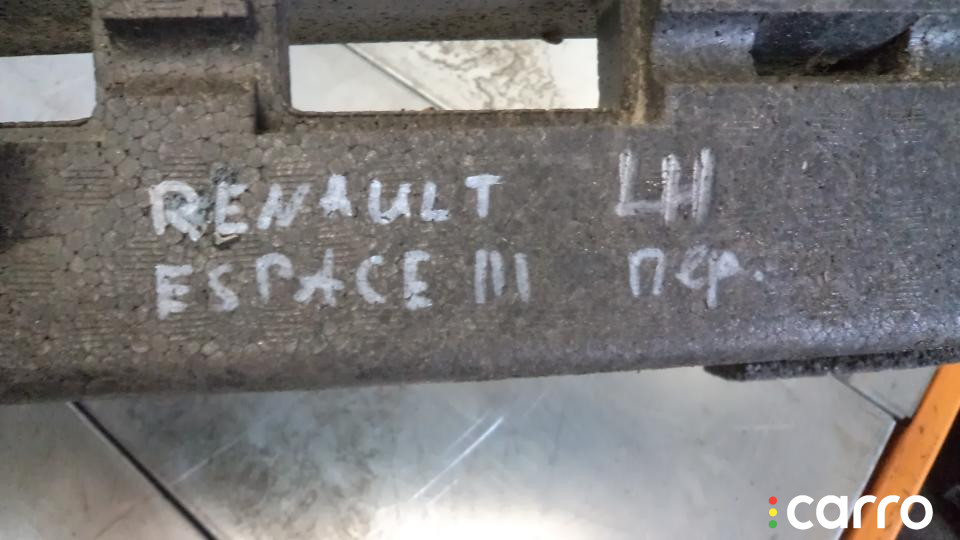 RENAULT LH
ESPACE III пер.
carro